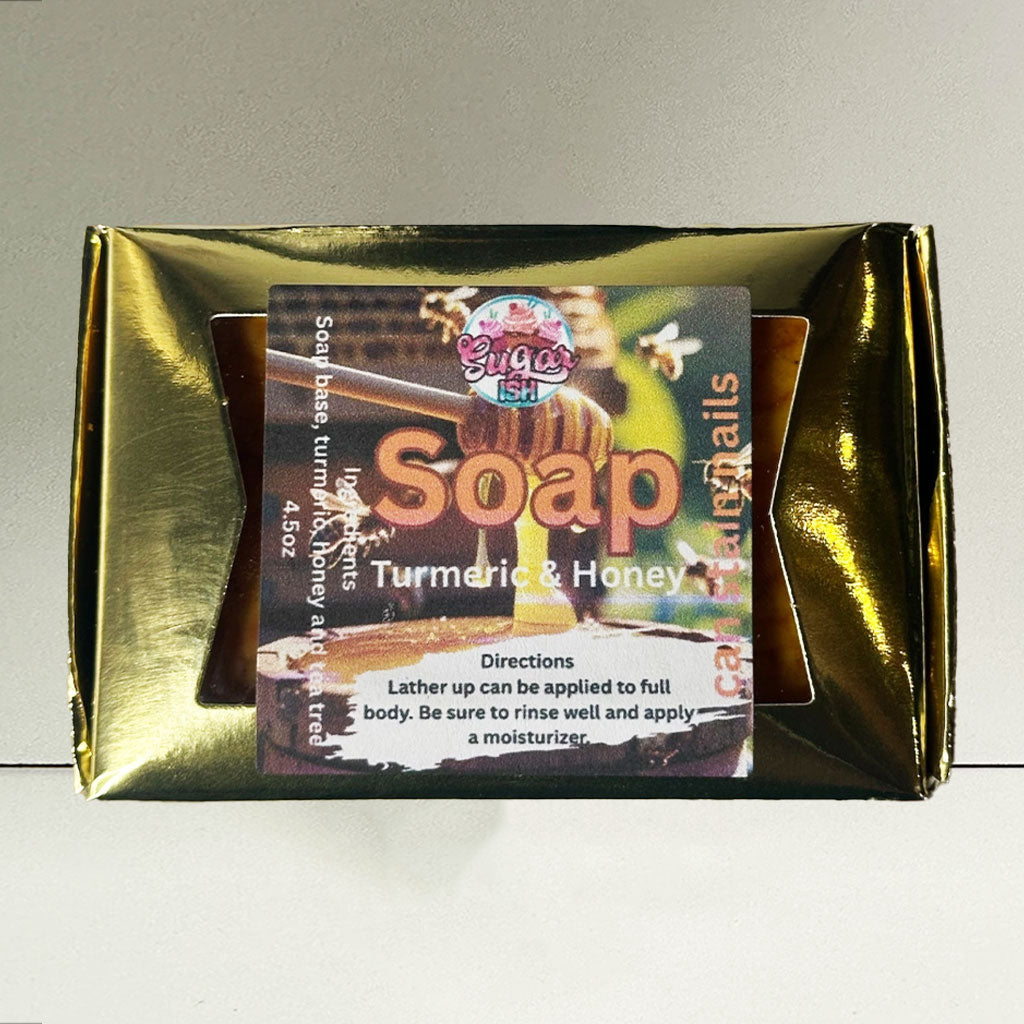 Sugar
ISH
Soap
Turmeric & Honey
Directions
Lather up can be applied to full
body. Be sure to rinse well and apply
a moisturizer.
Ingredients
Soap base, turmeric, honey and tea tree
4.5oz
can stain nails